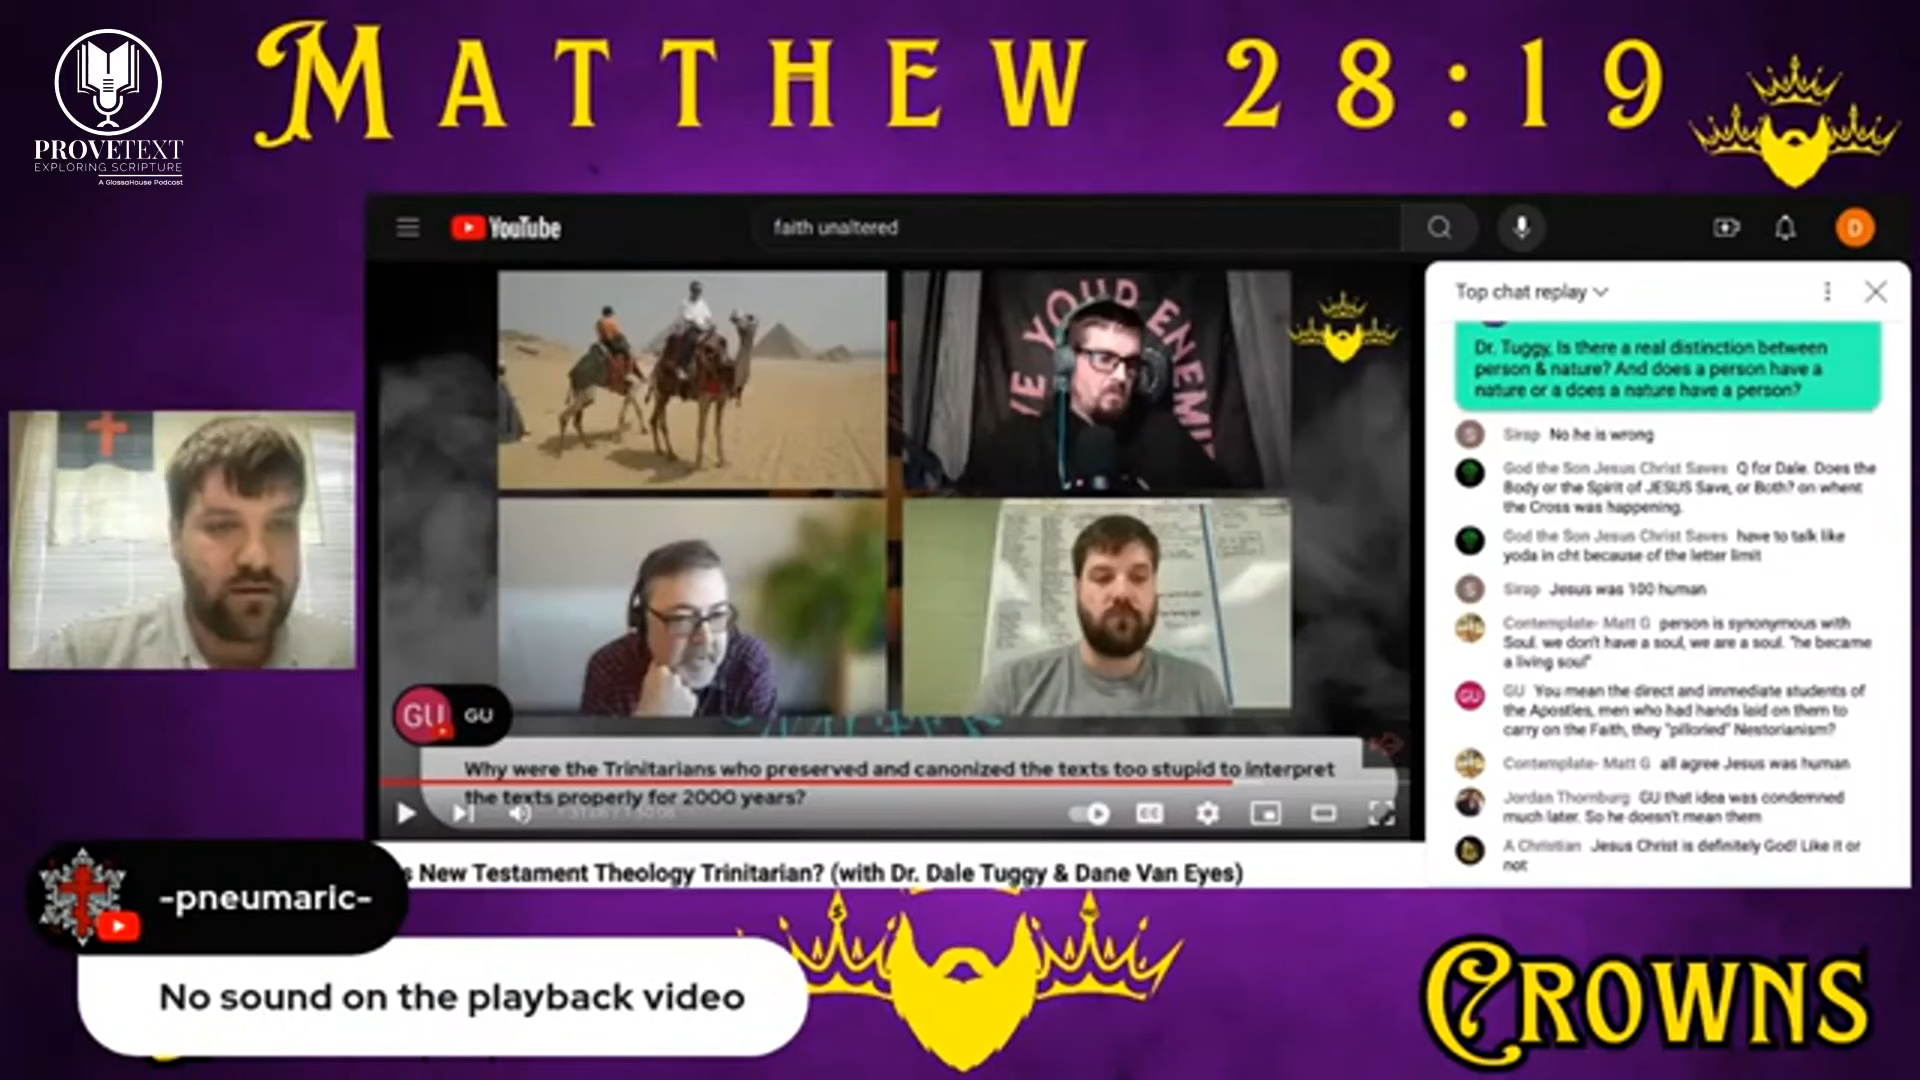 MATTHEW 28:19
PROVETEXT
EXPLORING SCRIPTURE
A GlossaHouse Podcast
YouTube
faith unaltered
D
YOUR ENEMY
GU GU
Why were the Trinitarians who preserved and canonized the texts too stupid to interpret
the texts properly for 2000 years?
s New Testament Theology Trinitarian? (with Dr. Dale Tuggy & Dane Van Eyes)
Top chat replay
Dr. Tuggy, Is there a real distinction between
person & nature? And does a person have a
nature or a does a nature have a person?
S Sirap No he is wrong
God the Son Jesus Christ Saves Q for Dale. Does the
Body or the Spirit of JESUS Save, or Both? on whent
the Cross was happening.
God the Son Jesus Christ Saves have to talk like
yoda in cht because of the letter limit
S Sirap Jesus was 100 human
Contemplate- Matt G person is synonymous with
Soul. we don't have a soul, we are a soul. "he became
a living soul"
GU GU You mean the direct and immediate students of
the Apostles, men who had hands laid on them to
carry on the Faith, they "pilloried" Nestorianism?
Contemplate- Matt G all agree Jesus was human
Jordan Thornburg GU that idea was condemned
much later. So he doesn't mean them
A Christian Jesus Christ is definitely God! Like it or
not
-pneumaric-
No sound on the playback video
CROWNS